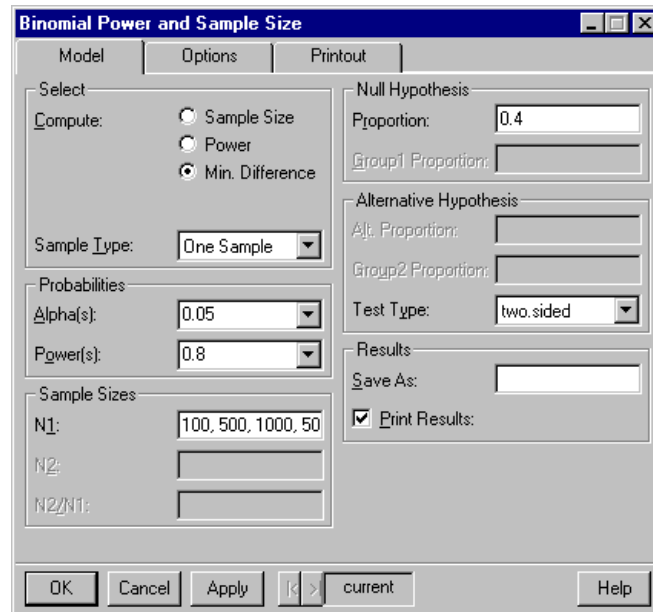 Binomial Power and Sample Size
Model
Options
Printout
Select
Compute:
Sample Size
Power
Min. Difference
Sample Type:
One Sample
Probabilities
Alpha(s):
0.05
Power(s):
0.8
Sample Sizes
N1:
100, 500, 1000, 50
N2:
N2/N1:
Null Hypothesis
Proportion:
0.4
Group1 Proportion:
Alternative Hypothesis
Alt. Proportion:
Group2 Proportion:
Test Type:
two.sided
Results
Save As:
Print Results:
OK
Cancel
Apply
current
Help